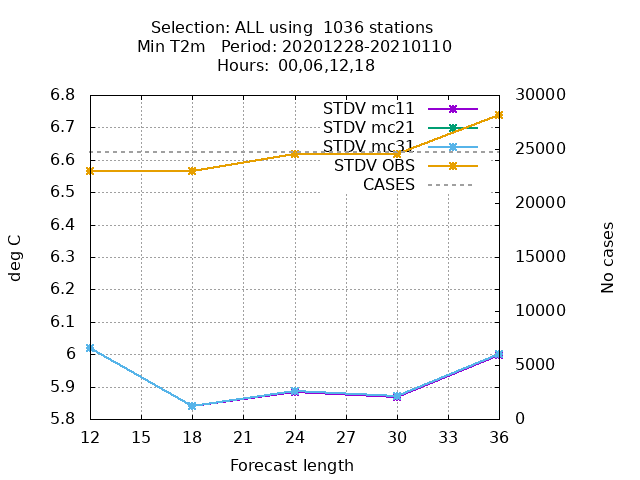 Selection: ALL using  1036 stations
Min T2m   Period: 20201228-20210110
Hours:  00,06,12,18
6.8
6.7
6.6
6.5
6.4
6.3
6.2
6.1
6
5.9
5.8
30000
25000
20000
15000
10000
5000
0
STDV mc11
STDV mc21
STDV mc31
STDV OBS
CASES
deg C
No cases
12 15 18 21 24 27 30 33 36
Forecast length